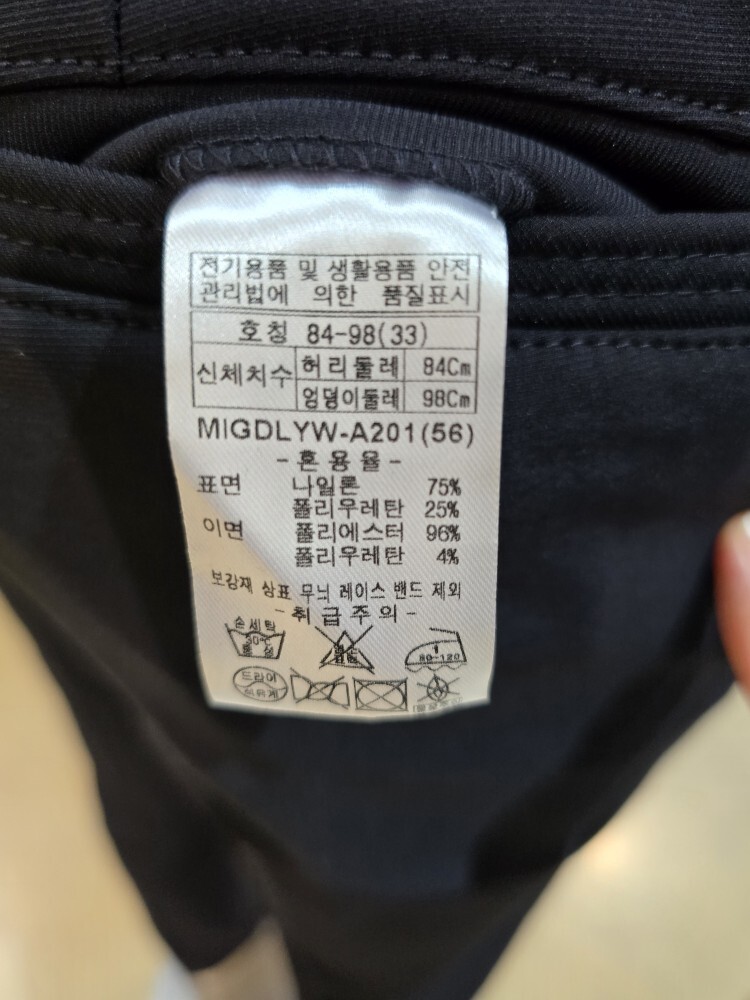 전기용품 및 생활용품 안전
관리법에 의한 품질표시
호칭 84-98(33)
신체치수 허리둘레 84Cm
엉덩이둘레 98Cm
MIGDLYW-A201(56)
-혼용율-
표면 나일론 75%
폴리우레탄 25%
이면 폴리에스터 96%
폴리우레탄 4%
보강재 상표 무늬 레이스 밴드 제외
-취급주의-
손세탁
30℃
중성
1
80-120
드라이
석유계